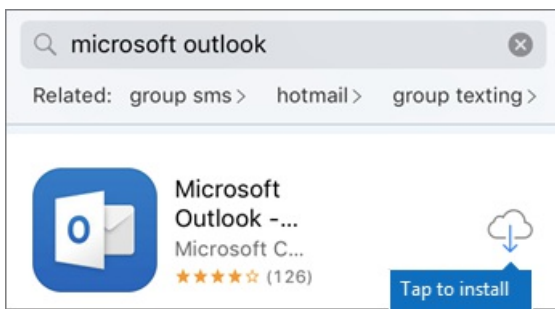 microsoft outlook
Related: group sms > hotmail > group texting >
Microsoft
Outlook -...
Microsoft C...
(126)
Tap to install
O